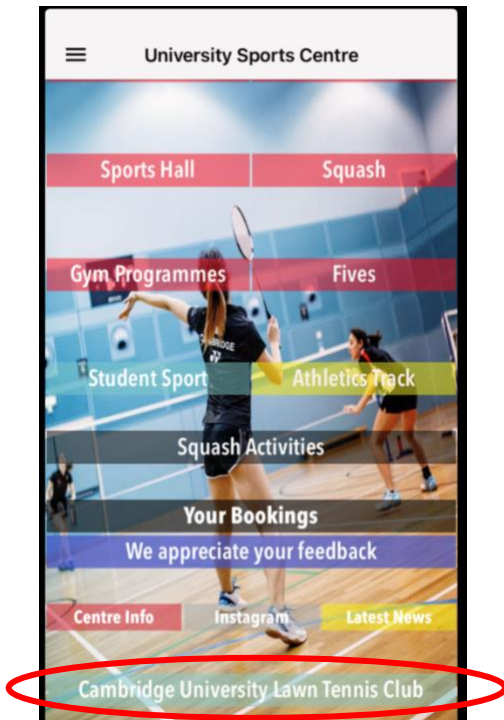 University Sports Centre
Sports Hall Squash
Gym Programmes Fives
BRIDGE
Student Sport Athletics Track
Squash Activities
Your Bookings
We appreciate your feedback
Centre Info Instagram Latest News
Cambridge University Lawn Tennis Club